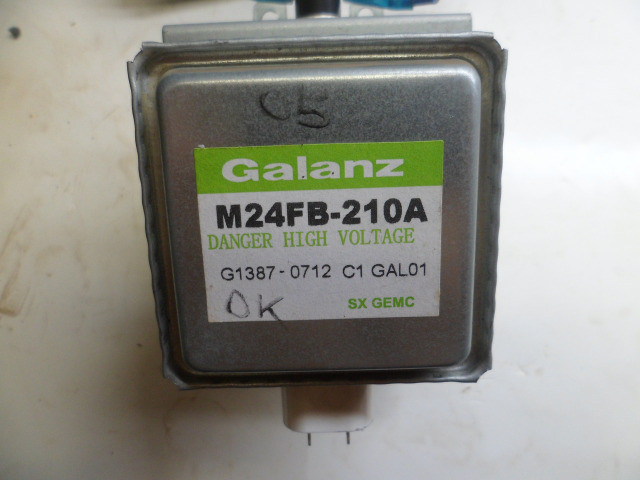 C5
Galanz
M24FB-210A
DANGER HIGH VOLTAGE
G1387-0712 C1 GAL01
OK
SX GEMC